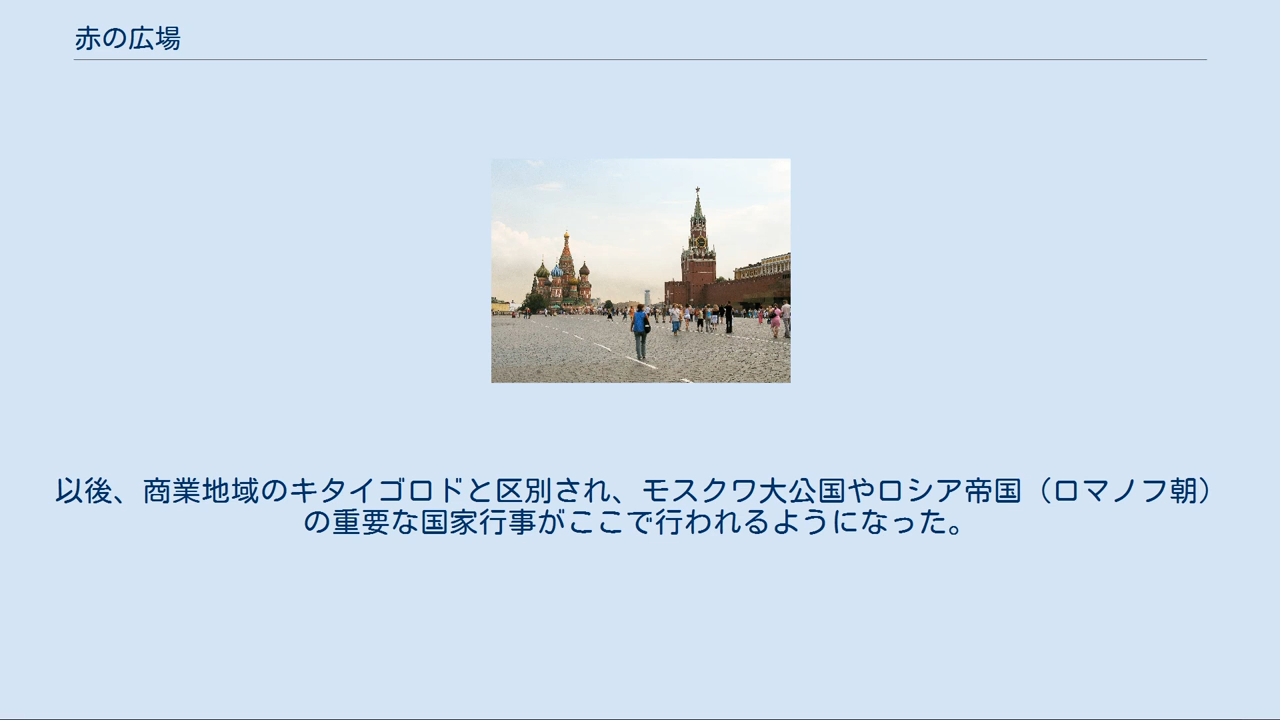 赤の広場
以後、商業地域のキタイゴロドと区別され、モスクワ大公国やロシア帝国（ロマノフ朝）
の重要な国家行事がここで行われるようになった。